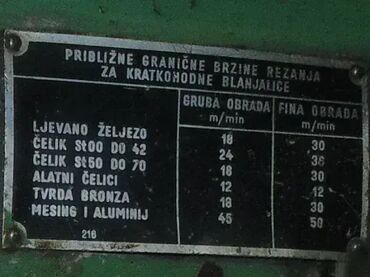 PRIBLIŽNE GRANIČNE BRZINE REZANJA
ZA KRATKOHODNE BLANJALICE
GRUBA OBRADA m/min FINA OBRADA m/min
LJEVANO ŽELJEZO 18 30
ČELIK St00 DO 42 24 36
ČELIK St50 DO 70 18 30
ALATNI ČELICI 12 12
TVRDA BRONZA 18 30
MESING I ALUMINIJ 45 50
216